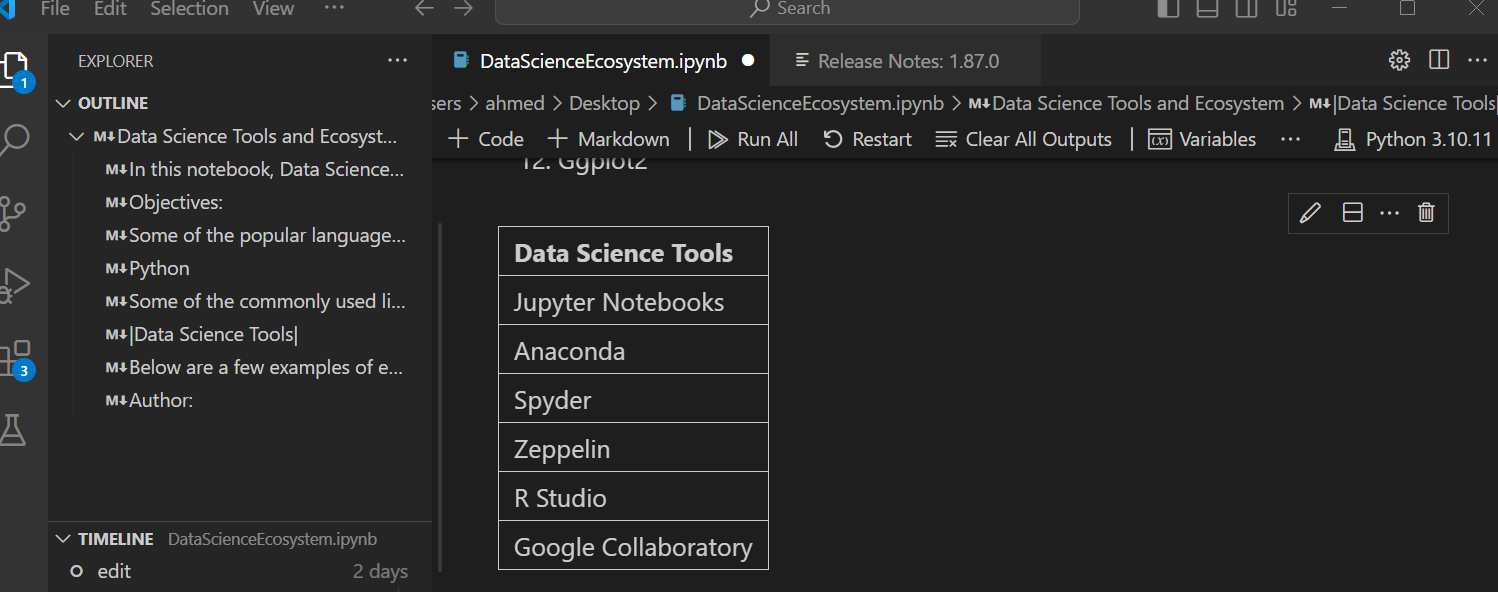 File Edit Selection View ··· Search
EXPLORER ···
1
OUTLINE
Data Science Tools and Ecosyst...
In this notebook, Data Science...
Objectives:
Some of the popular language...
Python
Some of the commonly used li...
|Data Science Tools|
3
Below are a few examples of e...
Author:
TIMELINE DataScienceEcosystem.ipynb
edit 2 days
DataScienceEcosystem.ipynb Release Notes: 1.87.0
sers > ahmed > Desktop > DataScienceEcosystem.ipynb > M↓Data Science Tools and Ecosystem > M↓|Data Science Tools|
+ Code + Markdown | Run All Restart Clear All Outputs | Variables ··· Python 3.10.11
12. Ggplot2
Data Science Tools
Jupyter Notebooks
Anaconda
Spyder
Zeppelin
R Studio
Google Collaboratory